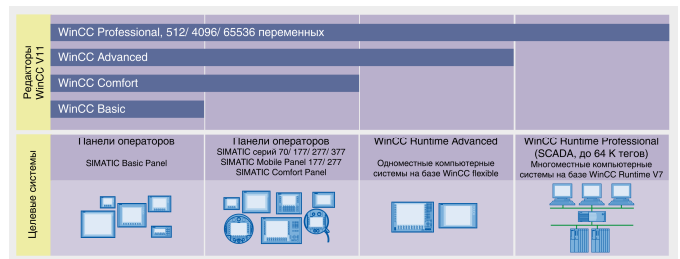 Редакторы
WinCC V11
WinCC Professional, 512/ 4096/ 65536 переменных
WinCC Advanced
WinCC Comfort
WinCC Basic
Целевые системы
Панели операторов
SIMATIC Basic Panel
Панели операторов
SIMATIC серий 70/ 177/ 277/ 377
SIMATIC Mobile Panel 177/ 277
SIMATIC Comfort Panel
WinCC Runtime Advanced
Одноместные компьютерные
системы на базе WinCC flexible
WinCC Runtime Professional
(SCADA, до 64 К тегов)
Многоместные компьютерные
системы на базе WinCC Runtime V7